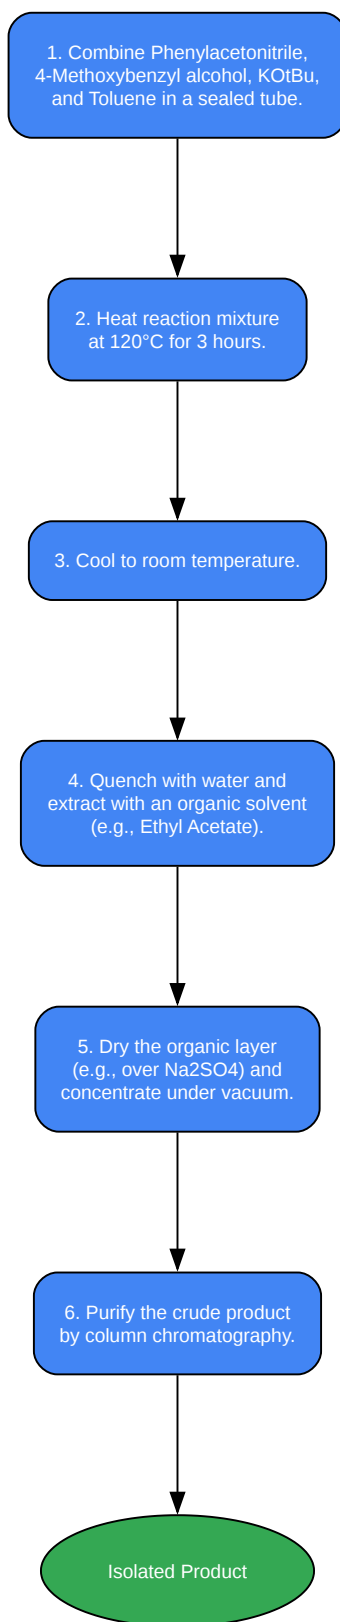 1. Combine Phenylacetonitrile,
4-Methoxybenzyl alcohol, KOtBu,
and Toluene in a sealed tube.
2. Heat reaction mixture
at 120°C for 3 hours.
3. Cool to room temperature.
4. Quench with water and
extract with an organic solvent
(e.g., Ethyl Acetate).
5. Dry the organic layer
(e.g., over Na2SO4) and
concentrate under vacuum.
6. Purify the crude product
by column chromatography.
Isolated Product